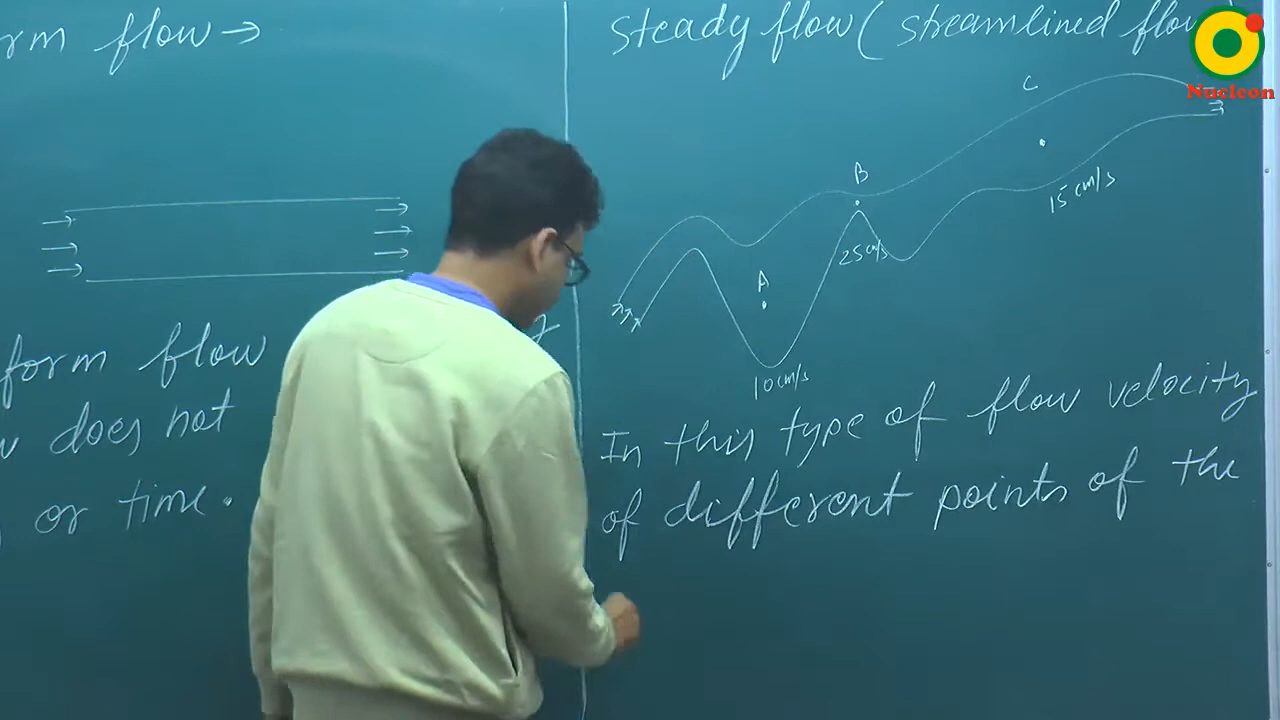 rm flow →
form flow
does not
or time.
Steady flow (streamlined flow
C
B
A
15 cm/s
25 cm/s
10 cm/s
In this type of flow velocity
of different points of the
Nucleon